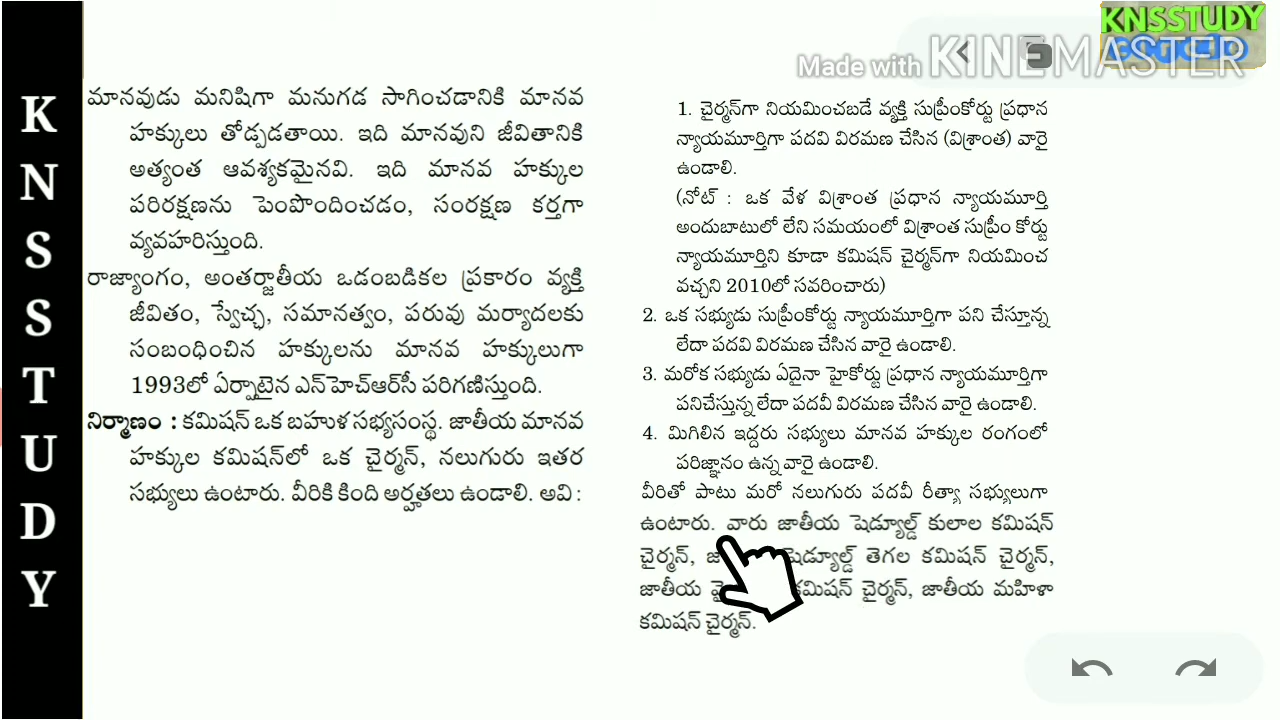 KNSSTUDY
Made with KINEMASTER
K
N
S
S
T
U
D
Y
మానవుడు మనిషిగా మనుగడ సాగించడానికి మానవ
హక్కులు తోడ్పడతాయి. ఇది మానవుని జీవితానికి
అత్యంత ఆవశ్యకమైనవి. ఇది మానవ హక్కుల
పరిరక్షణను పెంపొందించడం, సంరక్షణ కర్తగా
వ్యవహరిస్తుంది.
రాజ్యాంగం, అంతర్జాతీయ ఒడంబడికల ప్రకారం వ్యక్తి
జీవితం, స్వేచ్ఛ, సమానత్వం, పరువు మర్యాదలకు
సంబంధించిన హక్కులను మానవ హక్కులుగా
1993లో ఏర్పాటైన ఎన్‌హెచ్‌ఆర్‌సీ పరిగణిస్తుంది.
నిర్మాణం : కమిషన్ ఒక బహుళ సభ్యసంస్థ. జాతీయ మానవ
హక్కుల కమిషన్‌లో ఒక చైర్మన్, నలుగురు ఇతర
సభ్యులు ఉంటారు. వీరికి కింది అర్హతలు ఉండాలి. అవి :
1. చైర్మన్‌గా నియమించబడే వ్యక్తి సుప్రీంకోర్టు ప్రధాన
న్యాయమూర్తిగా పదవి విరమణ చేసిన (విశ్రాంత) వారై
ఉండాలి.
(నోట్ : ఒక వేళ విశ్రాంత ప్రధాన న్యాయమూర్తి
అందుబాటులో లేని సమయంలో విశ్రాంత సుప్రీం కోర్టు
న్యాయమూర్తిని కూడా కమిషన్ చైర్మన్‌గా నియమించ
వచ్చని 2010లో సవరించారు)
2. ఒక సభ్యుడు సుప్రీంకోర్టు న్యాయమూర్తిగా పని చేస్తూన్న
లేదా పదవి విరమణ చేసిన వారై ఉండాలి.
3. మరోక సభ్యుడు ఏదైనా హైకోర్టు ప్రధాన న్యాయమూర్తిగా
పనిచేస్తున్న లేదా పదవీ విరమణ చేసిన వారై ఉండాలి.
4. మిగిలిన ఇద్దరు సభ్యులు మానవ హక్కుల రంగంలో
పరిజ్ఞానం ఉన్న వారై ఉండాలి.
వీరితో పాటు మరో నలుగురు పదవీ రీత్యా సభ్యులుగా
ఉంటారు. వారు జాతీయ షెడ్యూల్డ్ కులాల కమిషన్
చైర్మన్, షెడ్యూల్డ్ తెగల కమిషన్ చైర్మన్,
జాతీయ కమిషన్ చైర్మన్, జాతీయ మహిళా
కమిషన్ చైర్మన్.